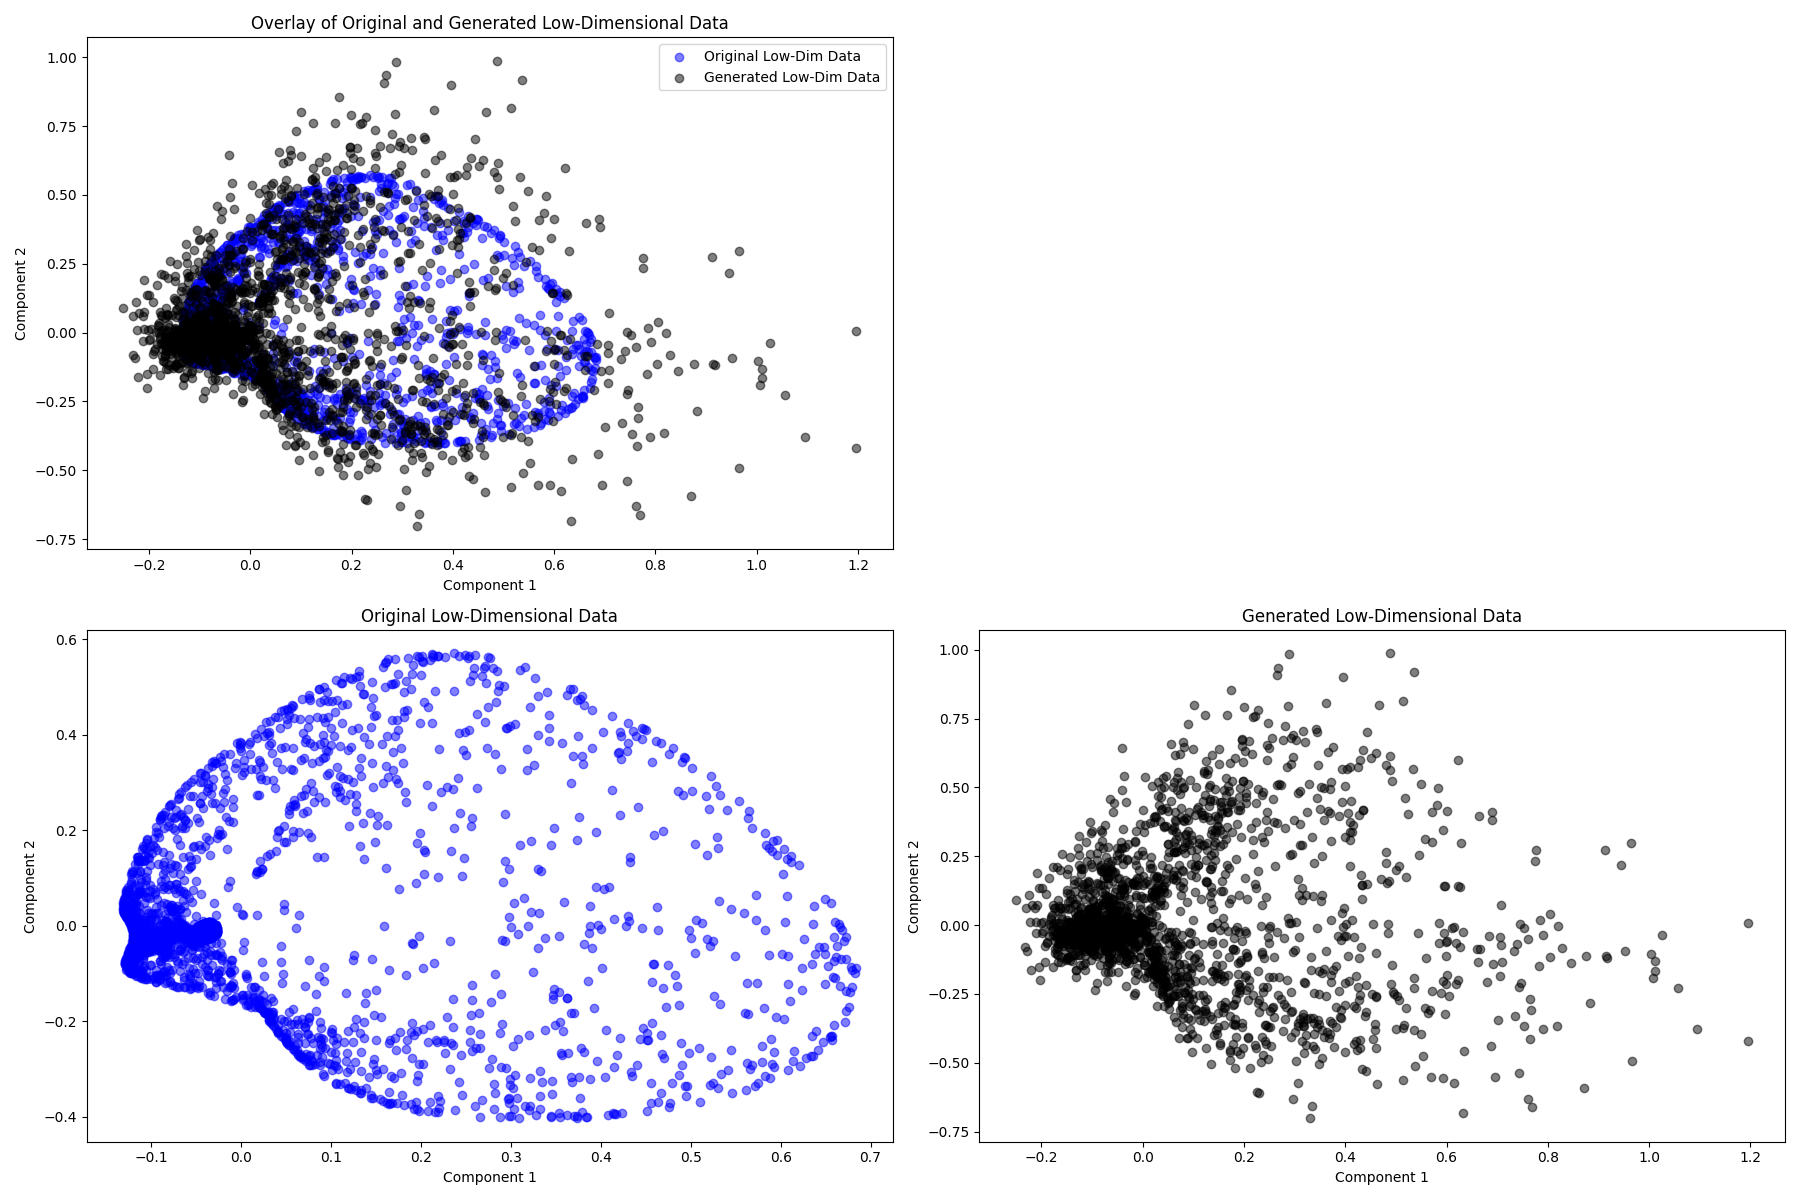 Overlay of Original and Generated Low-Dimensional Data
1.00
0.75
0.50
0.25
0.00
−0.25
−0.50
−0.75
Component 2
Original Low-Dim Data
Generated Low-Dim Data
−0.2 0.0 0.2 0.4 0.6 0.8 1.0 1.2
Component 1
Original Low-Dimensional Data
0.6
0.4
0.2
0.0
−0.2
−0.4
Component 2
−0.1 0.0 0.1 0.2 0.3 0.4 0.5 0.6 0.7
Component 1
Generated Low-Dimensional Data
1.00
0.75
0.50
0.25
0.00
−0.25
−0.50
−0.75
Component 2
−0.2 0.0 0.2 0.4 0.6 0.8 1.0 1.2
Component 1